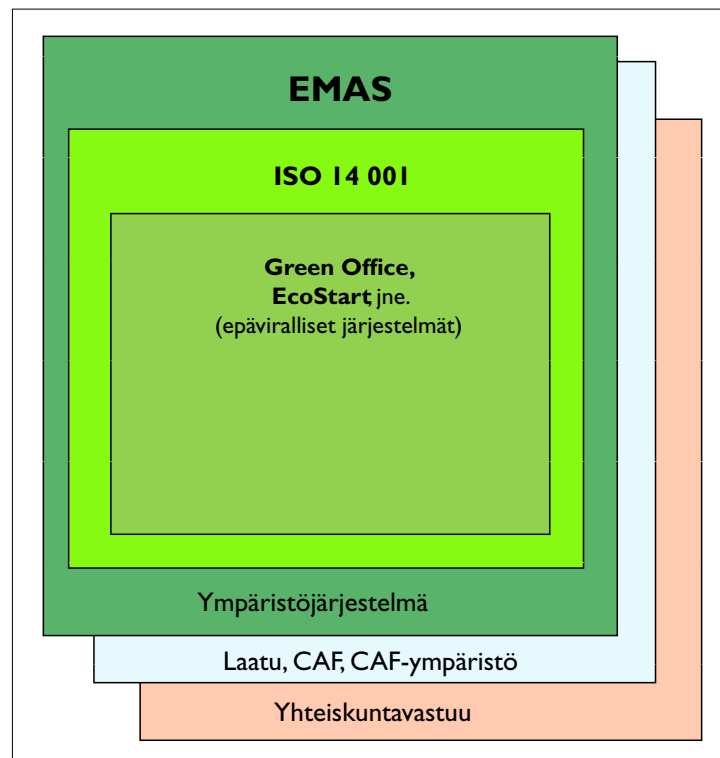 EMAS
ISO 14 001
Green Office,
EcoStart, jne.
(epäviralliset järjestelmät)
Ympäristöjärjestelmä
Laatu, CAF, CAF-ympäristö
Yhteiskuntavastuu